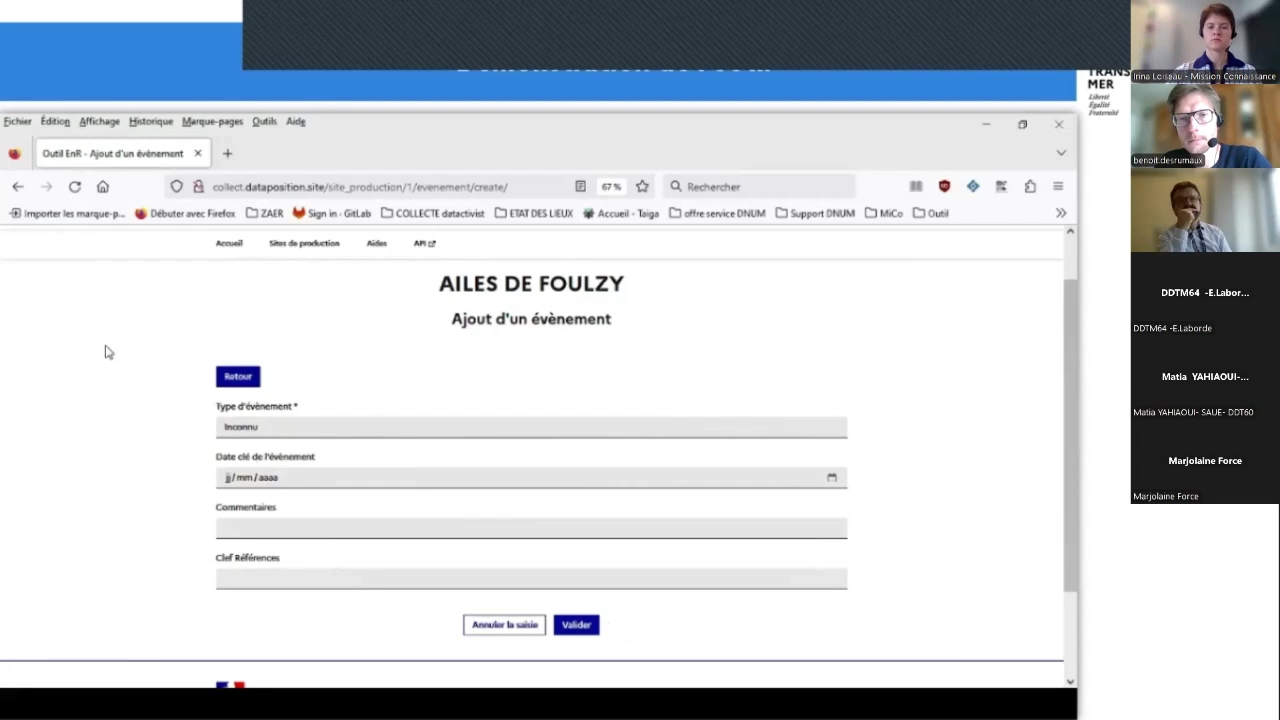 TRANS
MER
Liberté
Égalité
Fraternité
Fichier Édition Affichage Historique Marque-pages Outils Aide
Outil EnR - Ajout d'un évènement
collect.dataposition.site/site_production/1/evenement/create/
67 %
Rechercher
Importer les marque-p... Débuter avec Firefox ZAER Sign in · GitLab COLLECTE datactivist ETAT DES LIEUX Accueil - Taiga offre service DNUM Support DNUM MiCo Outil
Accueil Sites de production Aides API
AILES DE FOULZY
Ajout d'un évènement
Retour
Type d'évènement *
Inconnu
Date clé de l'évènement
jj/mm/aaaa
Commentaires
Clef Références
Annuler la saisie Valider
Irina Loiseau - Mission Connaissance
benoit.desrumaux
DDTM64 -E.Labor...
DDTM64 -E.Laborde
Matia YAHIAOUI-...
Matia YAHIAOUI- SAUE- DDT60
Marjolaine Force
Marjolaine Force